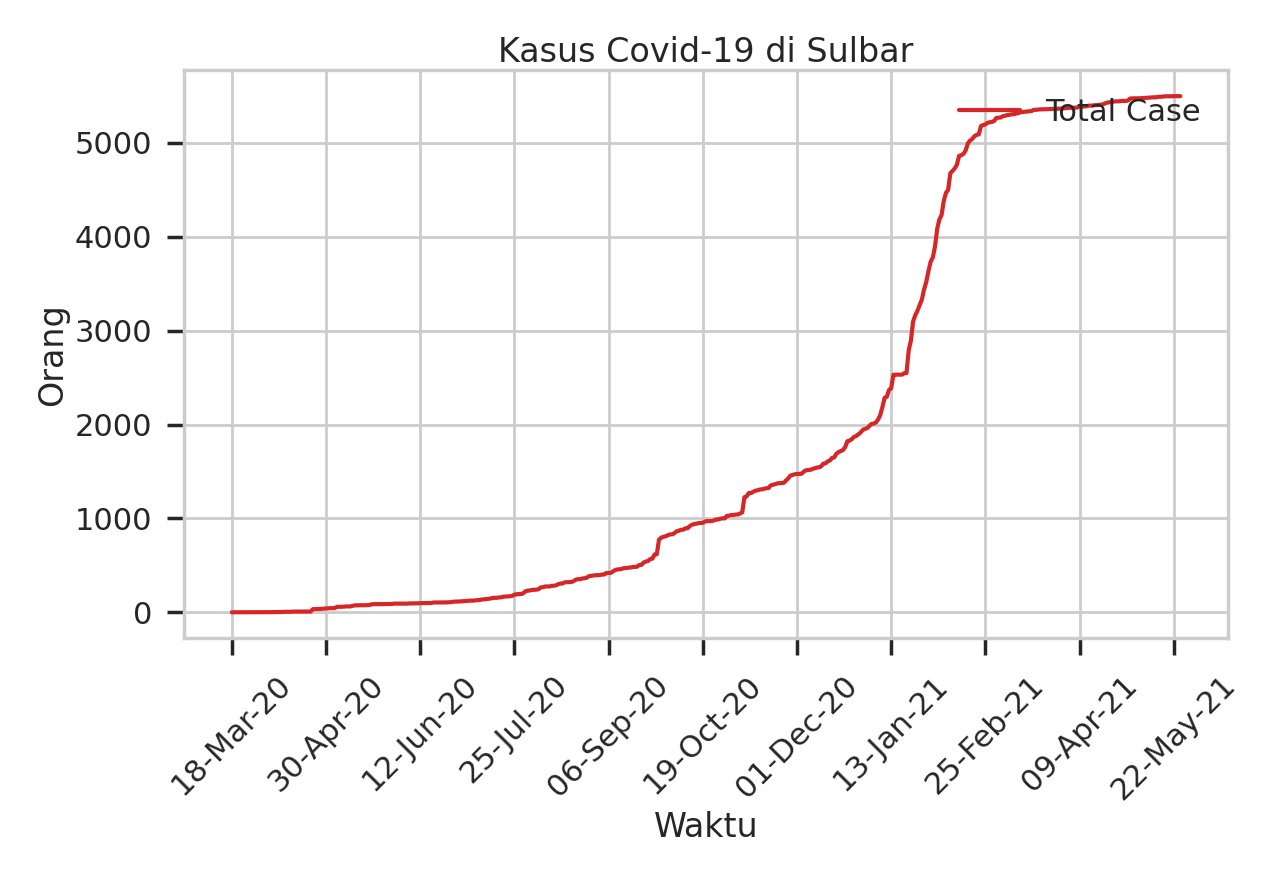 Kasus Covid-19 di Sulbar
Total Case
Orang
5000
4000
3000
2000
1000
0
18-Mar-20
30-Apr-20
12-Jun-20
25-Jul-20
06-Sep-20
19-Oct-20
01-Dec-20
13-Jan-21
25-Feb-21
09-Apr-21
22-May-21
Waktu